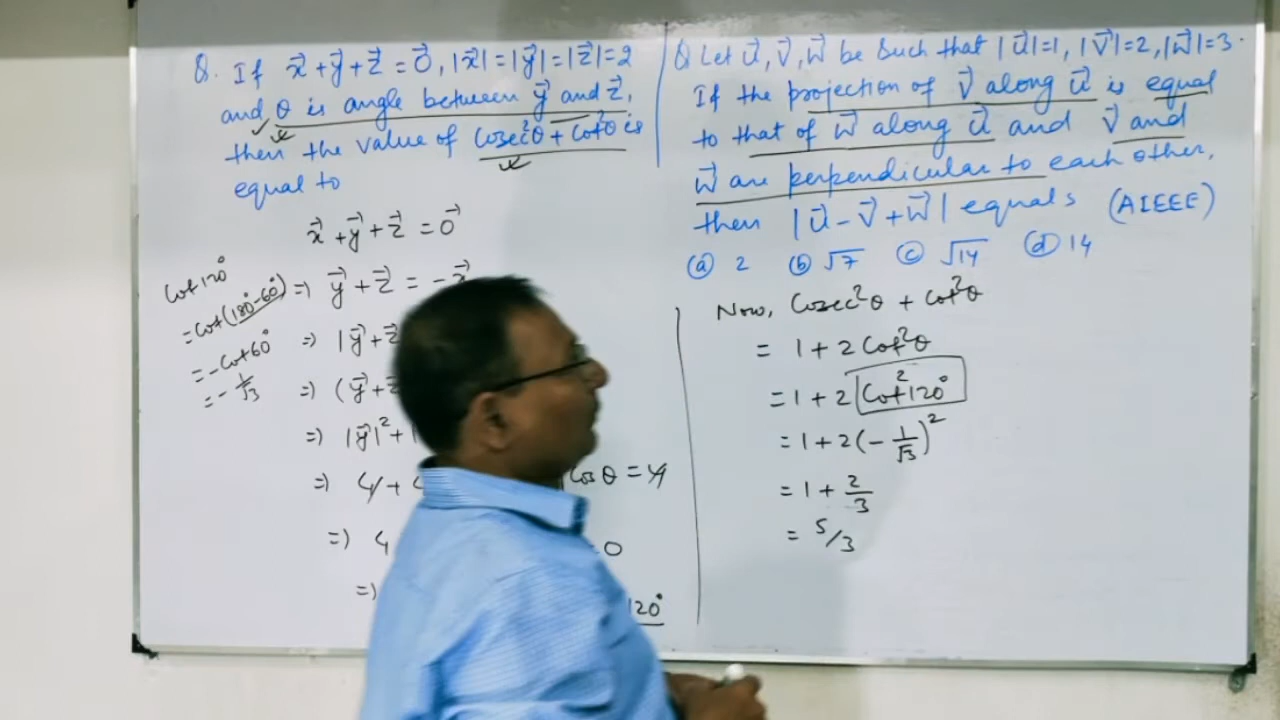 Q. If x⃗ + y⃗ + z⃗ = 0⃗, |x⃗| = |y⃗| = |z⃗| = 2
and θ is angle between y⃗ and z⃗,
then the value of Cosec²θ + Cot²θ is
equal to
x⃗ + y⃗ + z⃗ = 0⃗
=) y⃗ + z⃗ = -x⃗
=) |y⃗ + z⃗
=) (y⃗ + z
=) |y⃗|² + |
=) 4 + 4 Cos θ = 4
=) 4 0
=) 120°
Cot 120°
= Cot (180° - 60°)
= - Cot 60°
= - 1/√3
Q Let u⃗, v⃗, w⃗ be Such that |u⃗| = 1, |v⃗| = 2, |w⃗| = 3.
If the projection of v⃗ along u⃗ is equal
to that of w⃗ along u⃗ and v⃗ and
w⃗ are perpendicular to each other,
then |u⃗ - v⃗ + w⃗| equals (AIEEE)
(a) 2 (b) √7 (c) √14 (d) 14
Now, Cosec²θ + Cot²θ
= 1 + 2 Cot²θ
= 1 + 2 Cot² 120°
= 1 + 2 (- 1/√3)²
= 1 + 2/3
= 5/3